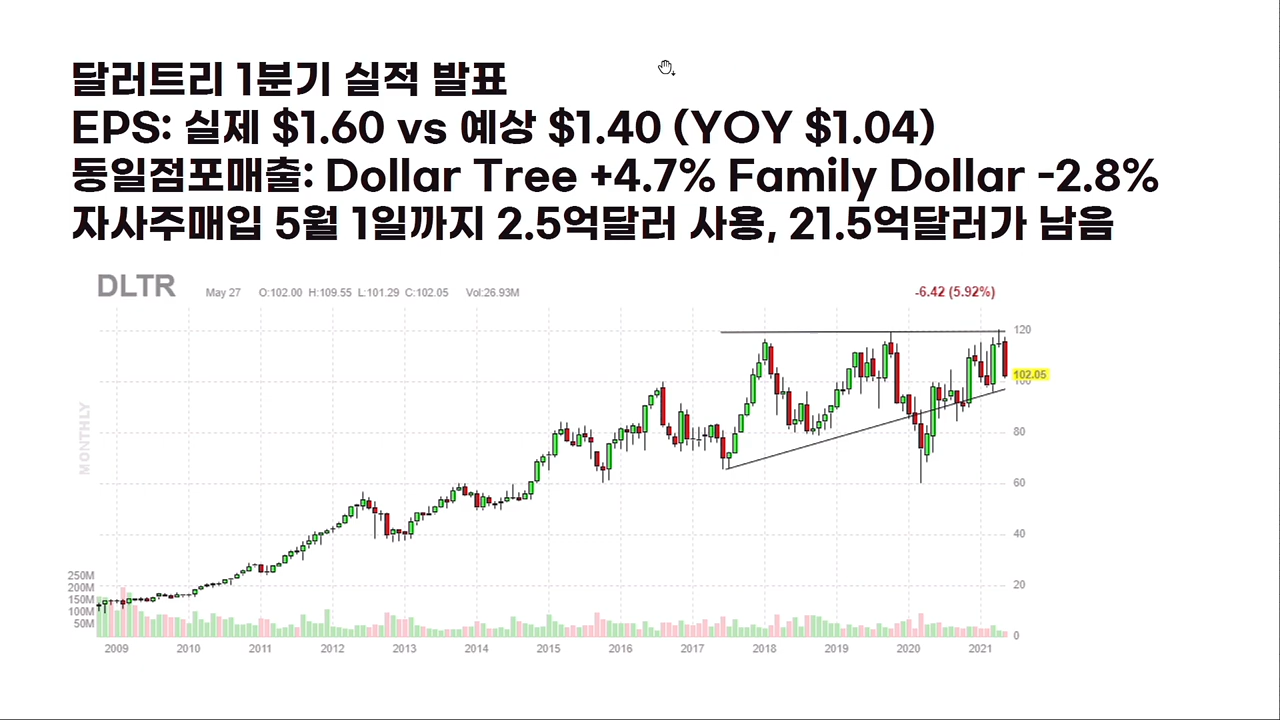 달러트리 1분기 실적 발표
EPS: 실제 $1.60 vs 예상 $1.40 (YOY $1.04)
동일점포매출: Dollar Tree +4.7% Family Dollar -2.8%
자사주매입 5월 1일까지 2.5억달러 사용, 21.5억달러가 남음
DLTR May 27 O:102.00 H:109.55 L:101.29 C:102.05 Vol:26.93M -6.42 (5.92%)
120
102.05
100
80
60
40
20
0
MONTHLY
250M
200M
150M
100M
50M
2009 2010 2011 2012 2013 2014 2015 2016 2017 2018 2019 2020 2021